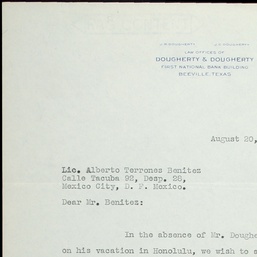 LAW OFFICES OF
DOUGHERTY & DOUGHERTY
FIRST NATIONAL BANK BUILDING
BEEVILLE, TEXAS
August 20,
Lic. Alberto Terrones Benitez
Calle Tacuba 92, Desp. 28,
Mexico City, D. F. Mexico.
Dear Mr. Benitez:
In the absence of Mr. Doughe
on his vacation in Honolulu, we wish to a